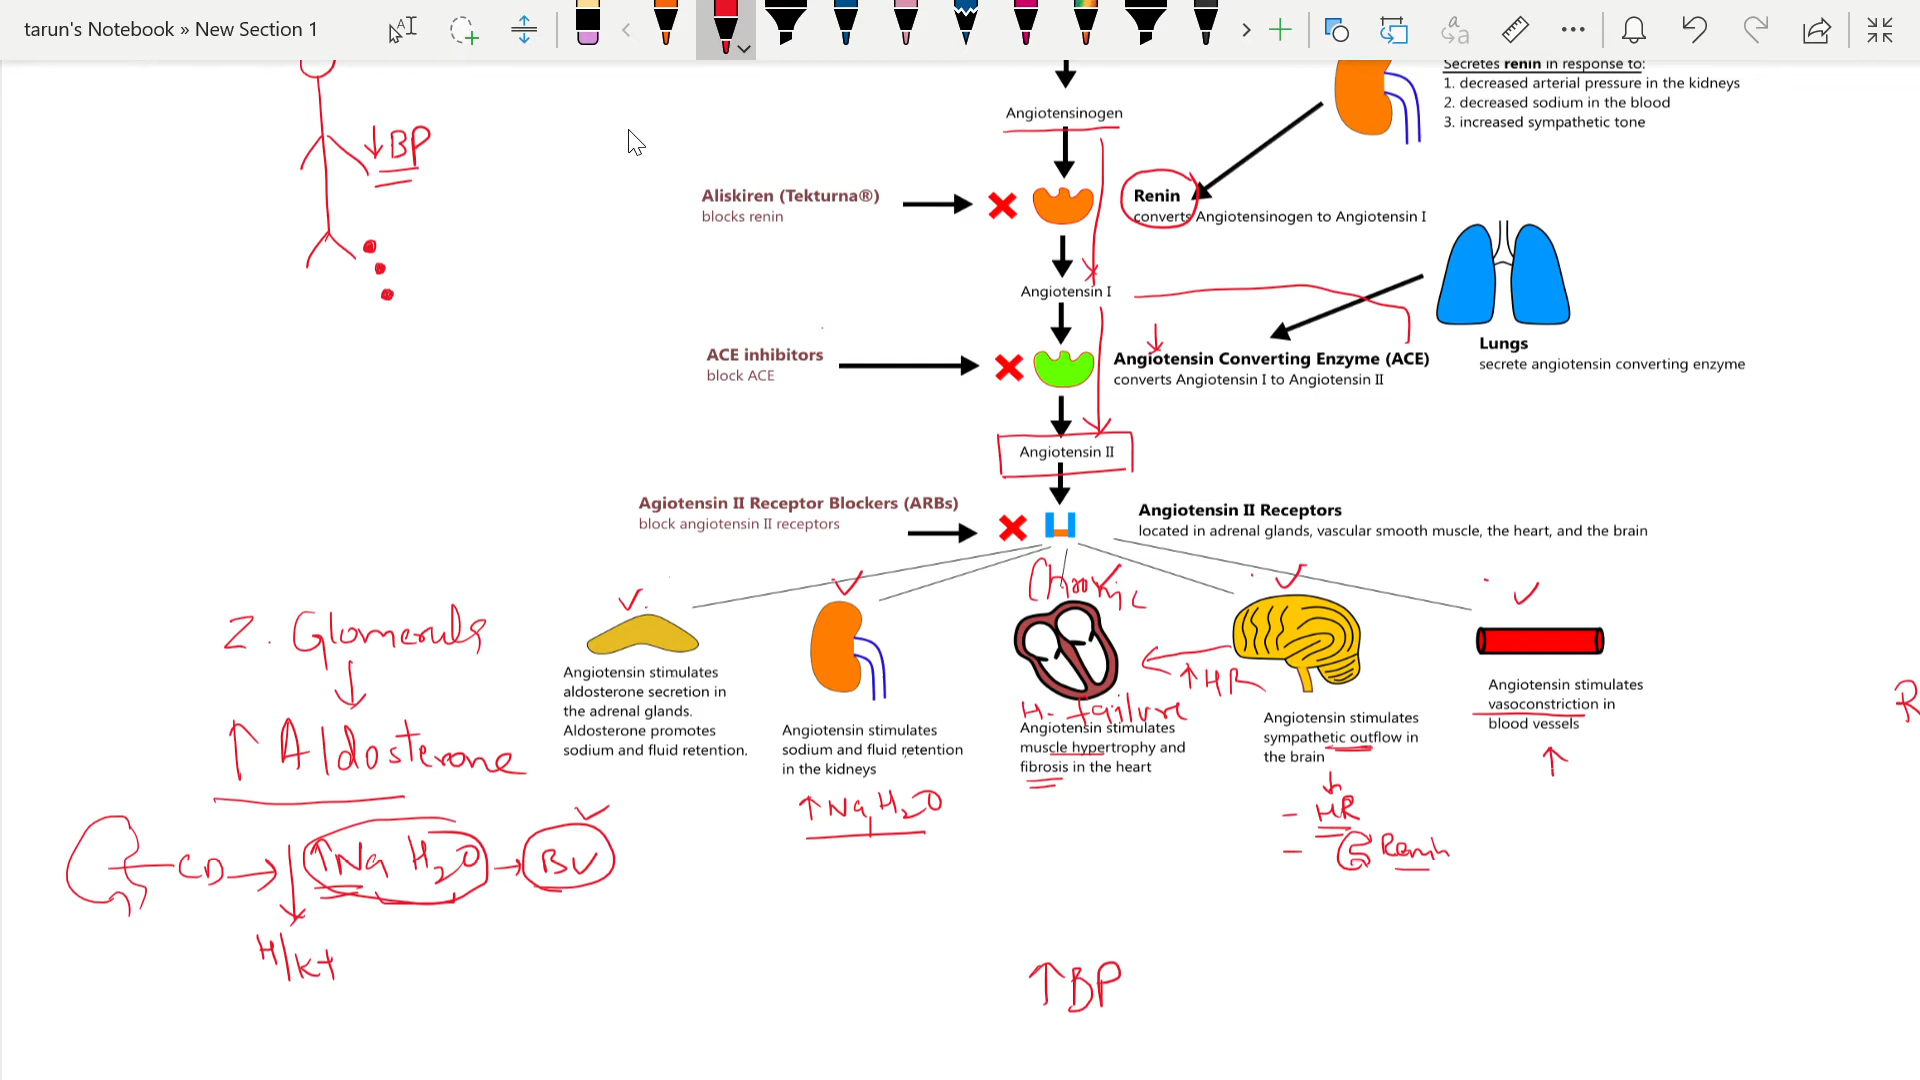 tarun's Notebook » New Section 1
Secretes renin in response to:
1. decreased arterial pressure in the kidneys
2. decreased sodium in the blood
3. increased sympathetic tone
↓BP
Angiotensinogen
Aliskiren (Tekturna®)
blocks renin
Renin
converts Angiotensinogen to Angiotensin I
Angiotensin I
ACE inhibitors
block ACE
Angiotensin Converting Enzyme (ACE)
converts Angiotensin I to Angiotensin II
Lungs
secrete angiotensin converting enzyme
Angiotensin II
Agiotensin II Receptor Blockers (ARBs)
block angiotensin II receptors
Angiotensin II Receptors
located in adrenal glands, vascular smooth muscle, the heart, and the brain
Chronic
Z. Glomeruls
↑Aldosterone
Angiotensin stimulates
aldosterone secretion in
the adrenal glands.
Aldosterone promotes
sodium and fluid retention.
Angiotensin stimulates
sodium and fluid retention
in the kidneys
↑Na H₂O
H- failure
Angiotensin stimulates
muscle hypertrophy and
fibrosis in the heart
↑HR
Angiotensin stimulates
sympathetic outflow in
the brain
- HR
- Renin
Angiotensin stimulates
vasoconstriction in
blood vessels
↑
R
CD → ↑Na H₂O → BV
H/K+
↑BP